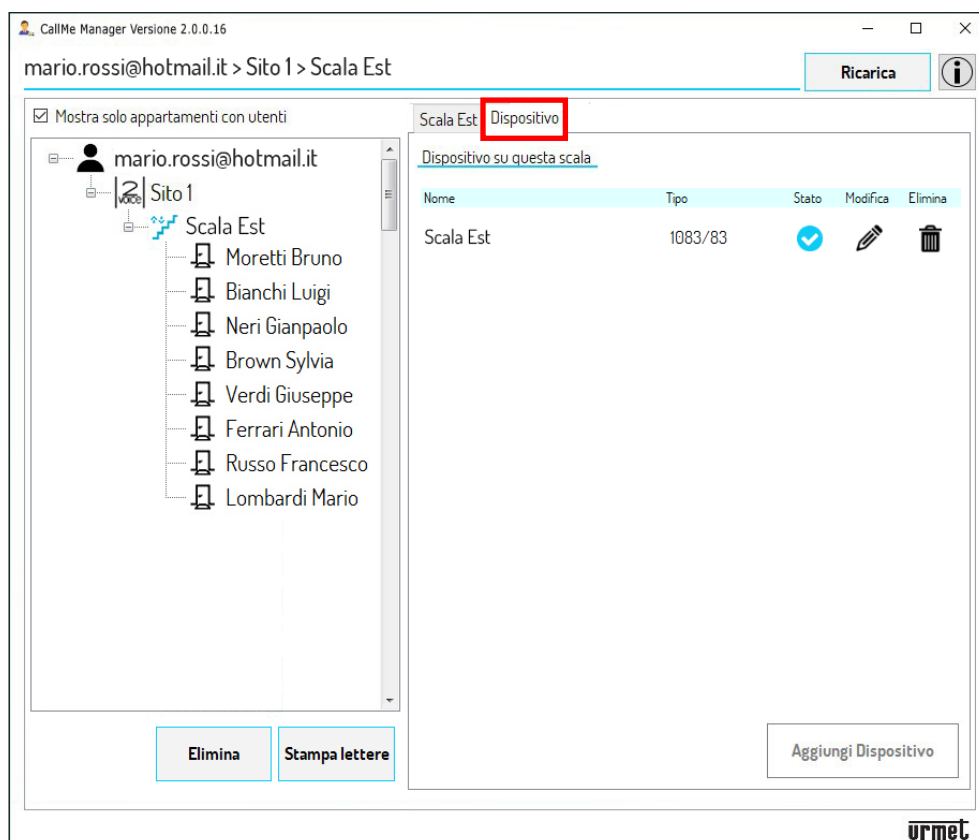 CallMe Manager Versione 2.0.0.16
mario.rossi@hotmail.it > Sito 1 > Scala Est
Ricarica
Mostra solo appartamenti con utenti
mario.rossi@hotmail.it
2 VOICE Sito 1
Scala Est
Moretti Bruno
Bianchi Luigi
Neri Gianpaolo
Brown Sylvia
Verdi Giuseppe
Ferrari Antonio
Russo Francesco
Lombardi Mario
Elimina Stampa lettere
Scala Est Dispositivo
Dispositivo su questa scala
Nome Tipo Stato Modifica Elimina
Scala Est 1083/83
Aggiungi Dispositivo
urmet